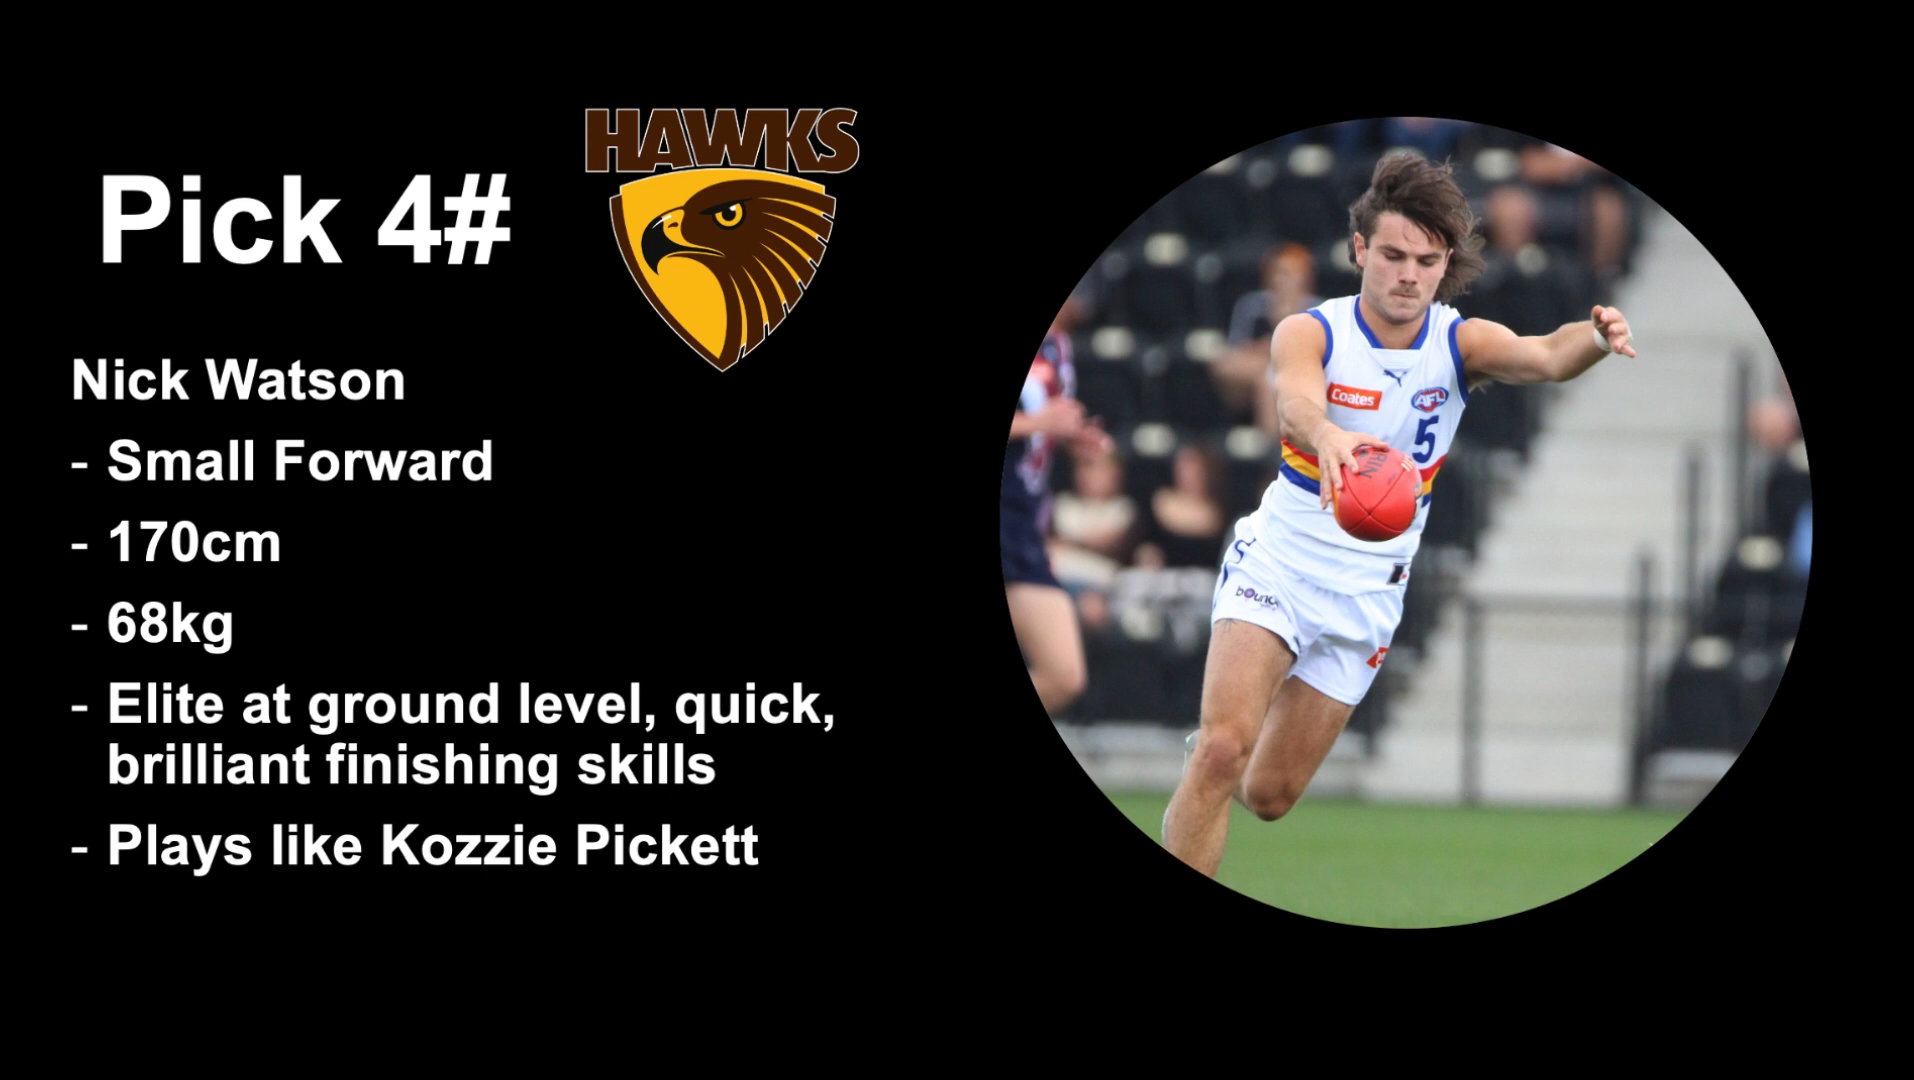 HAWKS
Pick 4#
Nick Watson
- Small Forward
- 170cm
- 68kg
- Elite at ground level, quick,
brilliant finishing skills
- Plays like Kozzie Pickett
Coates
AFL
5